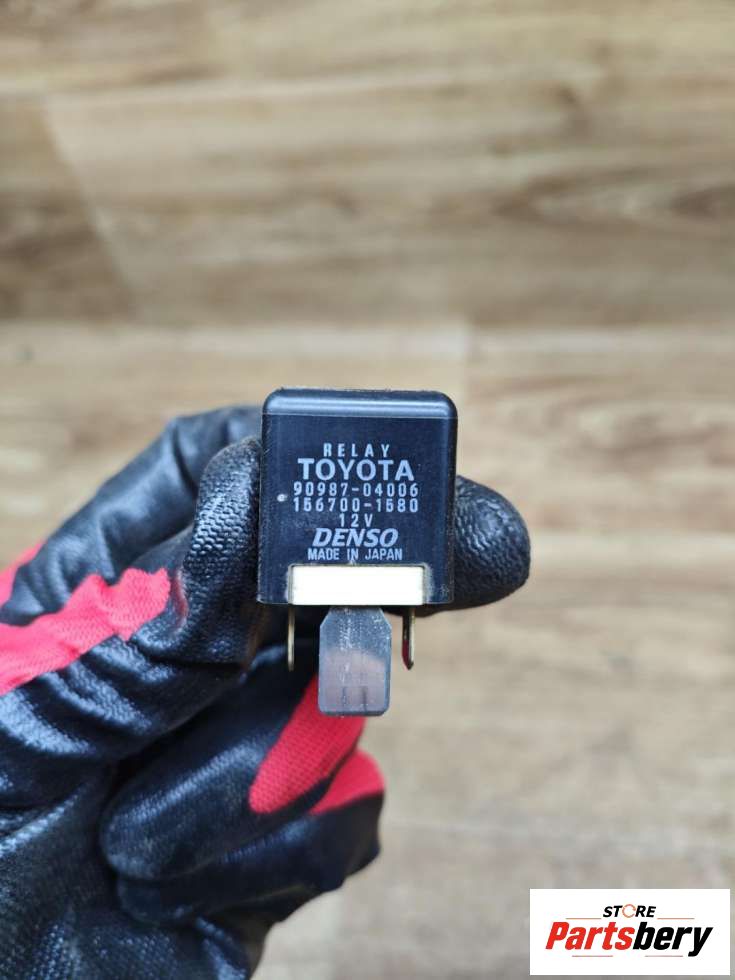 RELAY
TOYOTA
90987-04006
156700-1580
12V
DENSO
MADE IN JAPAN
STORE
Partsbery